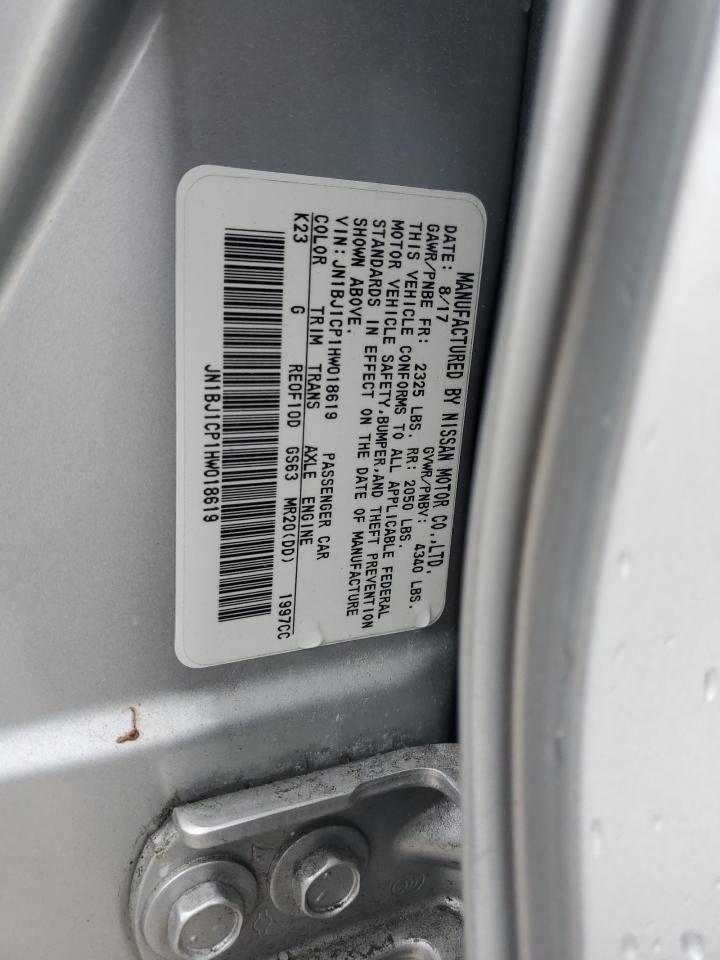 MANUFACTURED BY NISSAN MOTOR CO.,LTD.
DATE: 8/17 GVWR/PNBV: 4340 LBS.
GAWR/PNBE FR: 2325 LBS. RR: 2050 LBS.
THIS VEHICLE CONFORMS TO ALL APPLICABLE FEDERAL
MOTOR VEHICLE SAFETY,BUMPER,AND THEFT PREVENTION
STANDARDS IN EFFECT ON THE DATE OF MANUFACTURE
SHOWN ABOVE.
VIN:JN1BJ1CP1HW018619 PASSENGER CAR
COLOR TRIM TRANS AXLE ENGINE
K23 G RE0F10D GS63 MR20(DD) 1997CC
JN1BJ1CP1HW018619